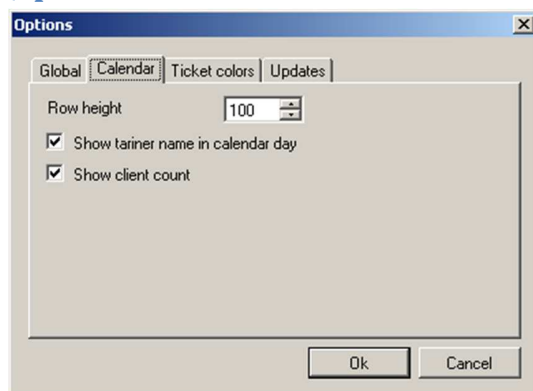 Options
Global Calendar Ticket colors Updates
Row height 100
Show tariner name in calendar day
Show client count
Ok Cancel